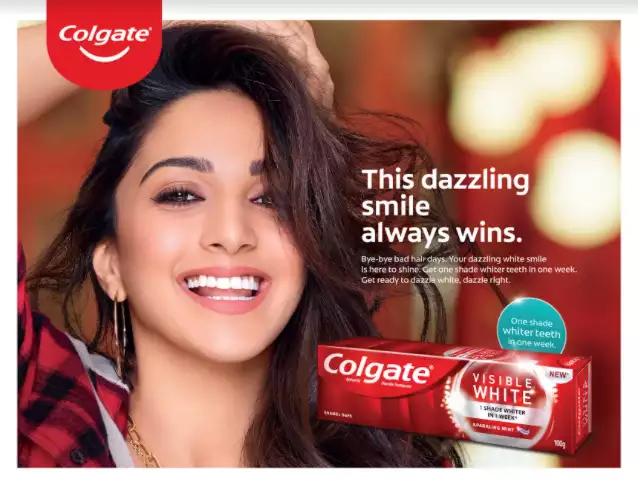 Colgate®
This dazzling
smile
always wins.
Bye-bye bad hair days. Your dazzling white smile
is here to shine. Get one shade whiter teeth in one week.
Get ready to dazzle white, dazzle right.
One shade
whiter teeth
in one week.
Colgate®
VISIBLE
WHITE
1 SHADE WHITER
IN 1 WEEK*
SPARKLING MINT
NEW*
ENAMEL SAFE
100g